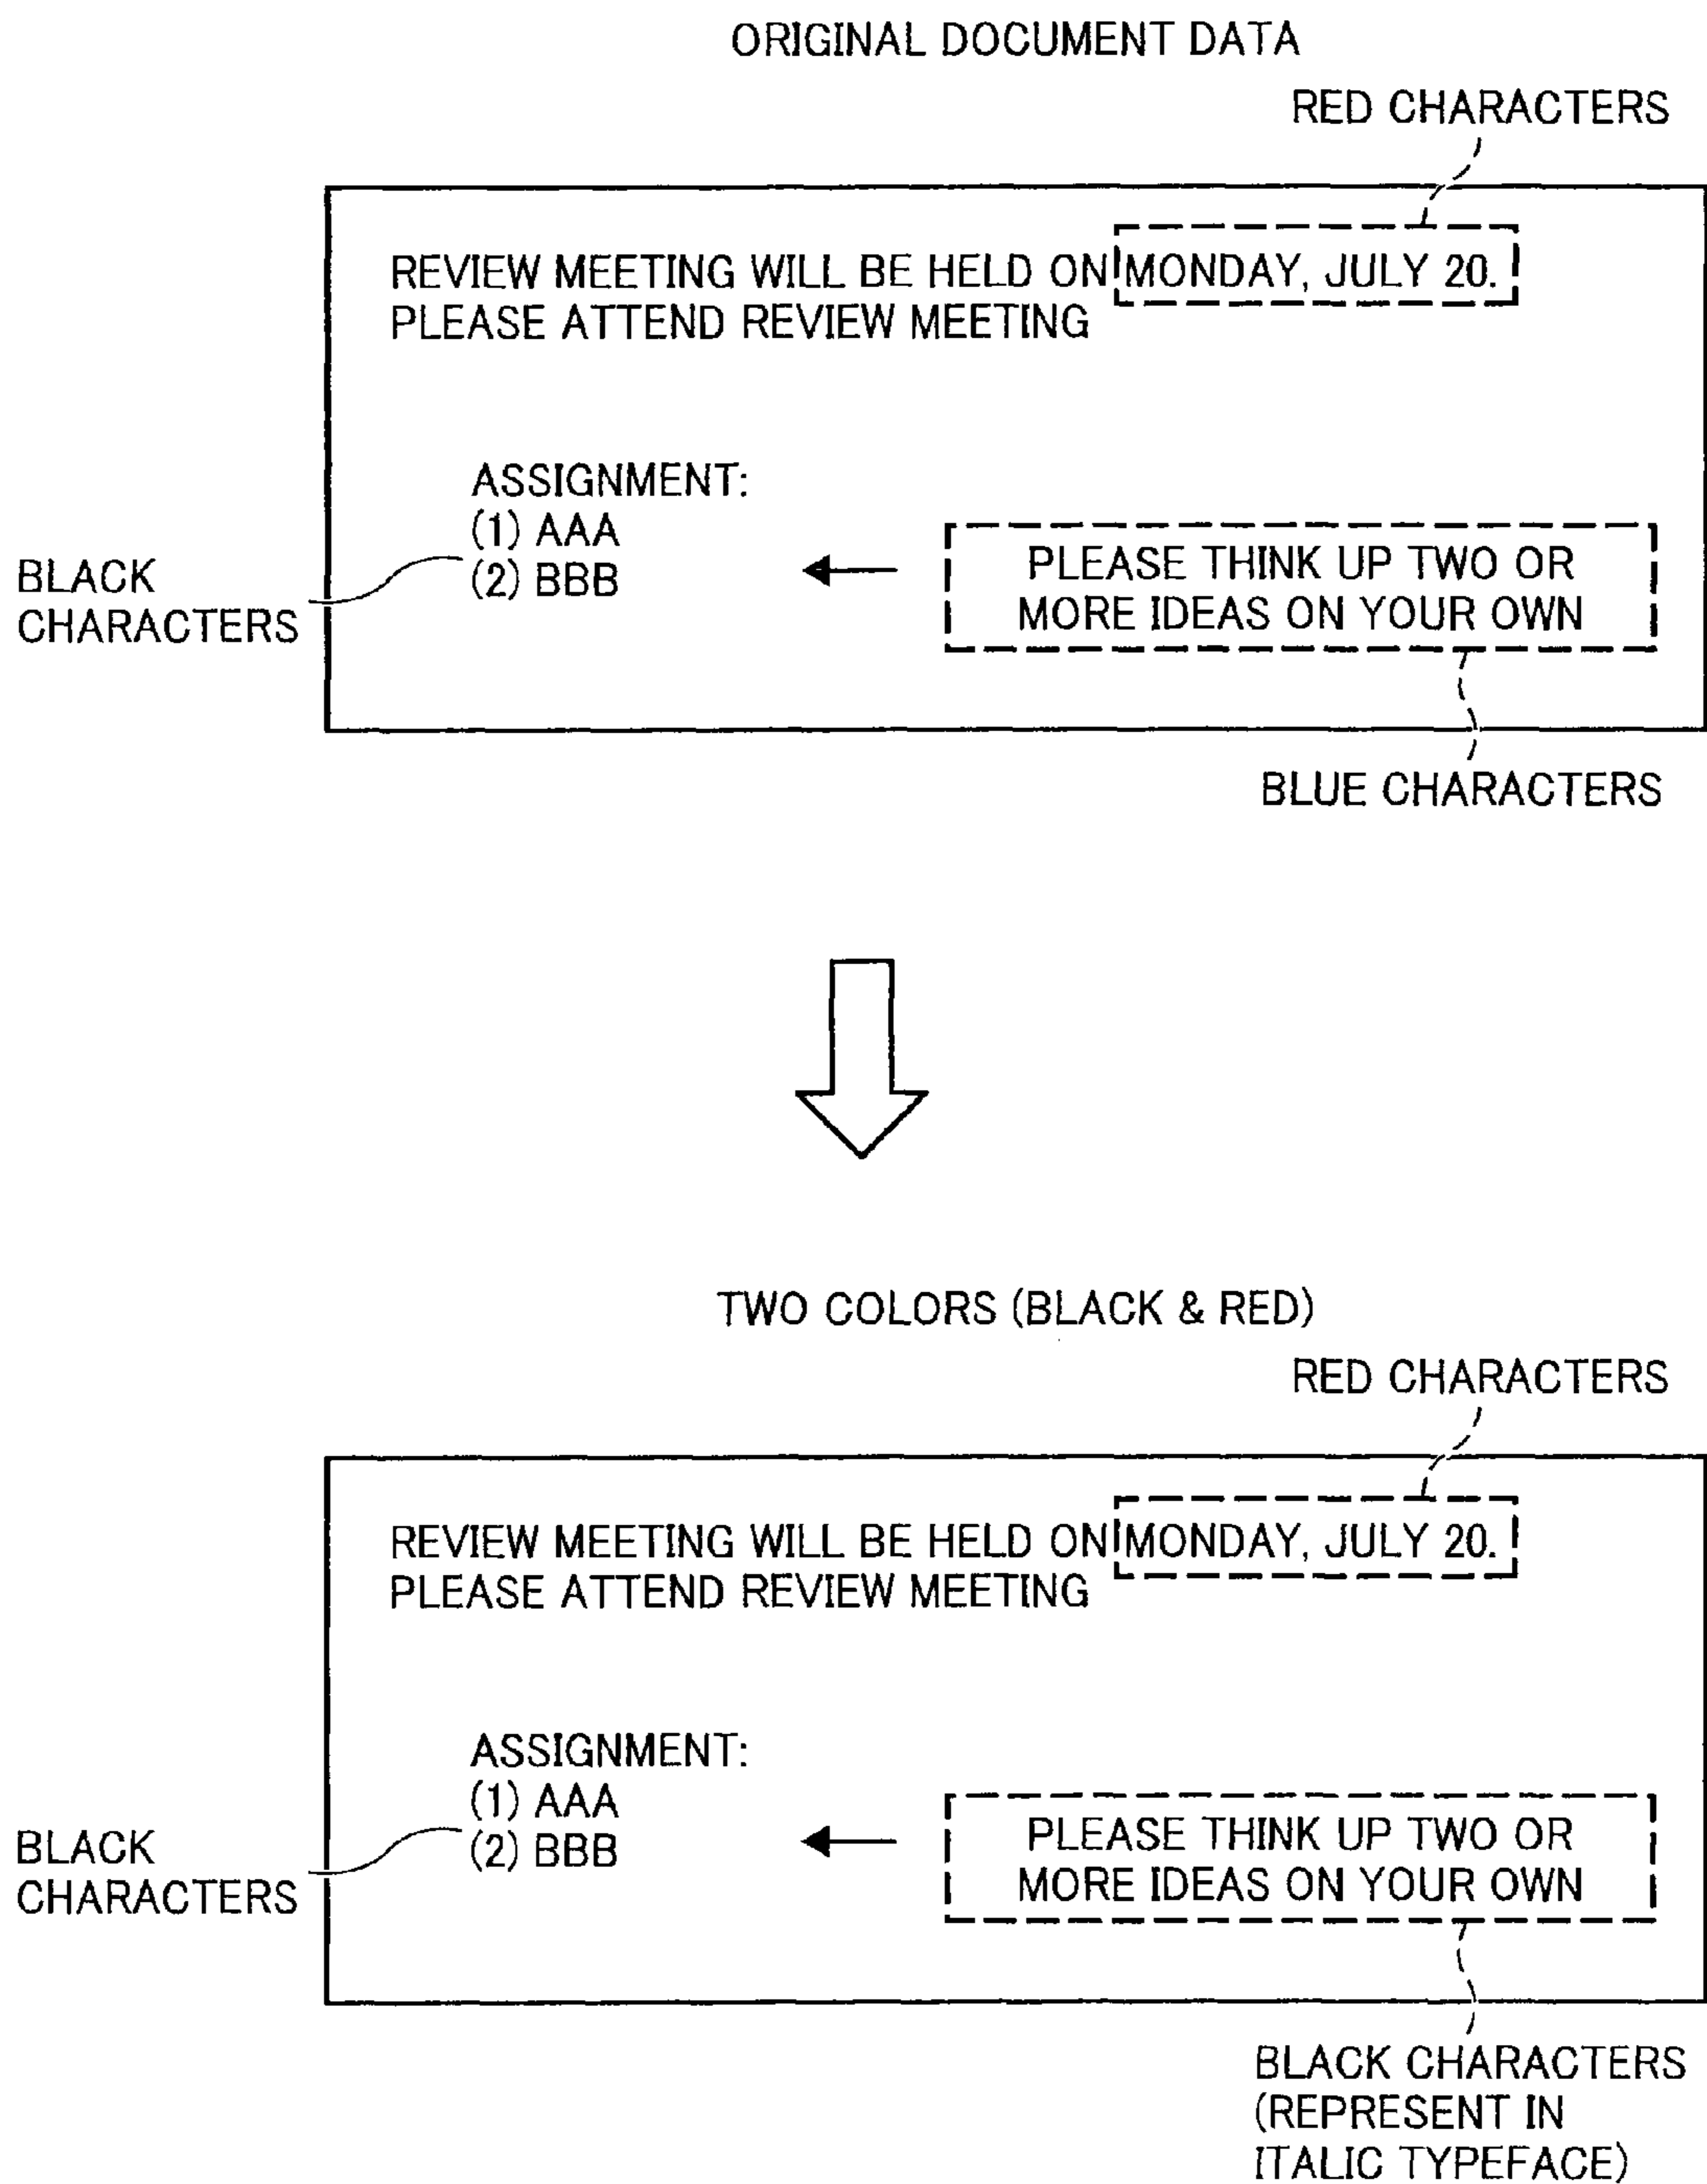 ORIGINAL DOCUMENT DATA
RED CHARACTERS
REVIEW MEETING WILL BE HELD ON MONDAY, JULY 20.
PLEASE ATTEND REVIEW MEETING
ASSIGNMENT:
(1) AAA
(2) BBB
BLACK
CHARACTERS
PLEASE THINK UP TWO OR
MORE IDEAS ON YOUR OWN
BLUE CHARACTERS
TWO COLORS (BLACK & RED)
RED CHARACTERS
REVIEW MEETING WILL BE HELD ON MONDAY, JULY 20.
PLEASE ATTEND REVIEW MEETING
ASSIGNMENT:
(1) AAA
(2) BBB
BLACK
CHARACTERS
PLEASE THINK UP TWO OR
MORE IDEAS ON YOUR OWN
BLACK CHARACTERS
(REPRESENT IN
ITALIC TYPEFACE)